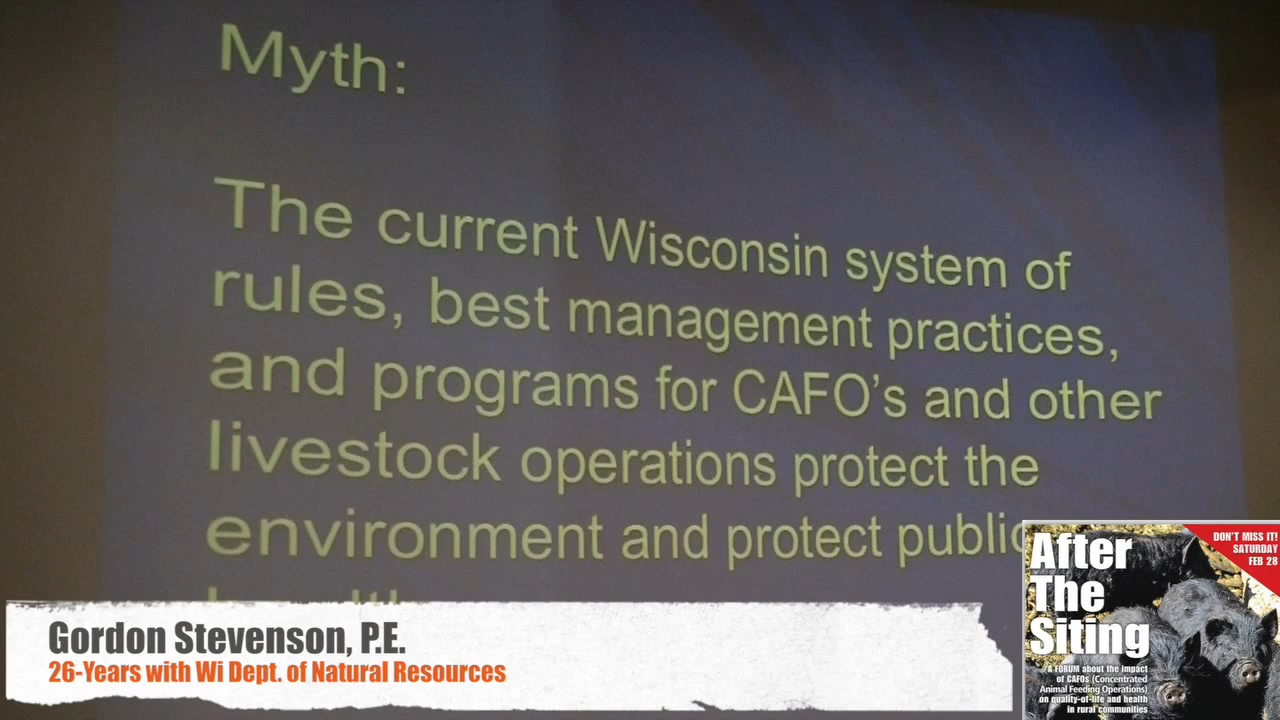 Myth:
The current Wisconsin system of
rules, best management practices,
and programs for CAFO's and other
livestock operations protect the
environment and protect public
Gordon Stevenson, P.E.
26-Years with Wi Dept. of Natural Resources
DON'T MISS IT!
SATURDAY
FEB 28
After
The
Siting
A FORUM about the impact
of CAFOs (Concentrated
Animal Feeding Operations)
on quality-of-life and health
in rural communities